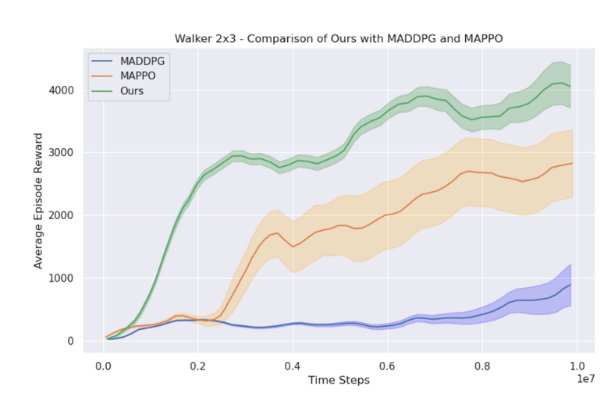 Walker 2x3 - Comparison of Ours with MADDPG and MAPPO
MADDPG
MAPPO
Ours
Average Episode Reward
4000
3000
2000
1000
0
0.0 0.2 0.4 0.6 0.8 1.0
1e7
Time Steps